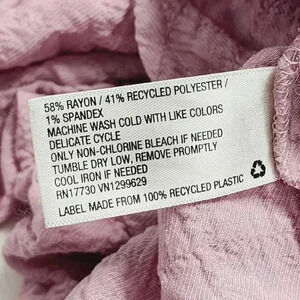 58% RAYON / 41% RECYCLED POLYESTER /
1% SPANDEX
MACHINE WASH COLD WITH LIKE COLORS
DELICATE CYCLE
ONLY NON-CHLORINE BLEACH IF NEEDED
TUMBLE DRY LOW, REMOVE PROMPTLY
COOL IRON IF NEEDED
RN17730 VN1299629
LABEL MADE FROM 100% RECYCLED PLASTIC